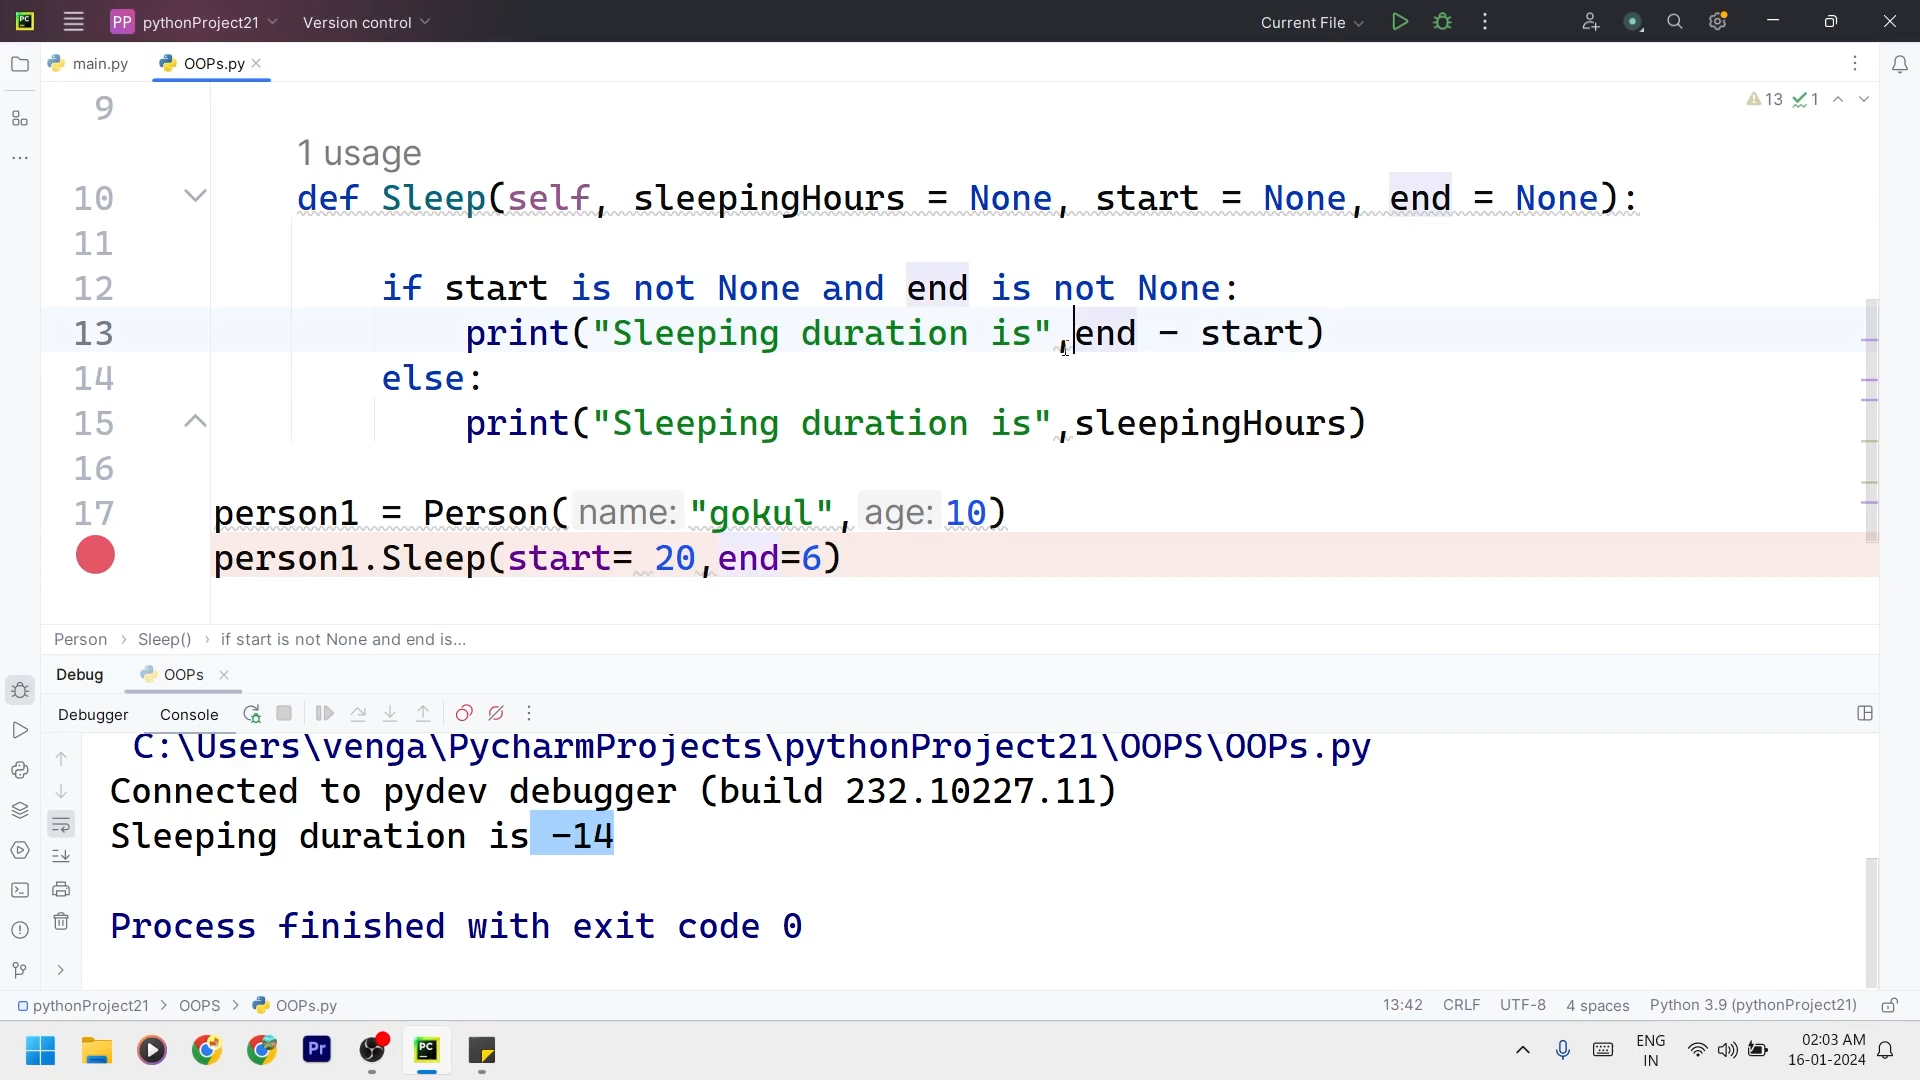 PC PP pythonProject21 Version control Current File
main.py OOPs.py
9 13 1
1 usage
10 def Sleep(self, sleepingHours = None, start = None, end = None):
11
12 if start is not None and end is not None:
13 print("Sleeping duration is",end - start)
14 else:
15 print("Sleeping duration is",sleepingHours)
16
17 person1 = Person( name: "gokul", age: 10)
person1.Sleep(start= 20,end=6)
Person > Sleep() > if start is not None and end is...
Debug OOPs
Debugger Console
C:\Users\venga\PycharmProjects\pythonProject21\OOPS\OOPs.py
Connected to pydev debugger (build 232.10227.11)
Sleeping duration is -14
Process finished with exit code 0
pythonProject21 > OOPS > OOPs.py 13:42 CRLF UTF-8 4 spaces Python 3.9 (pythonProject21)
Pr PC ENG 02:03 AM
IN 16-01-2024